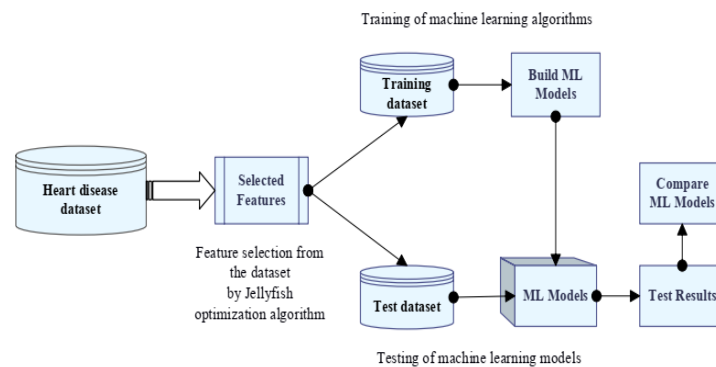 Training of machine learning algorithms
Training
dataset
Build ML
Models
Heart disease
dataset
Selected
Features
Compare
ML Models
Feature selection from
the dataset
by Jellyfish
optimization algorithm
Test dataset
ML Models
Test Results
Testing of machine learning models